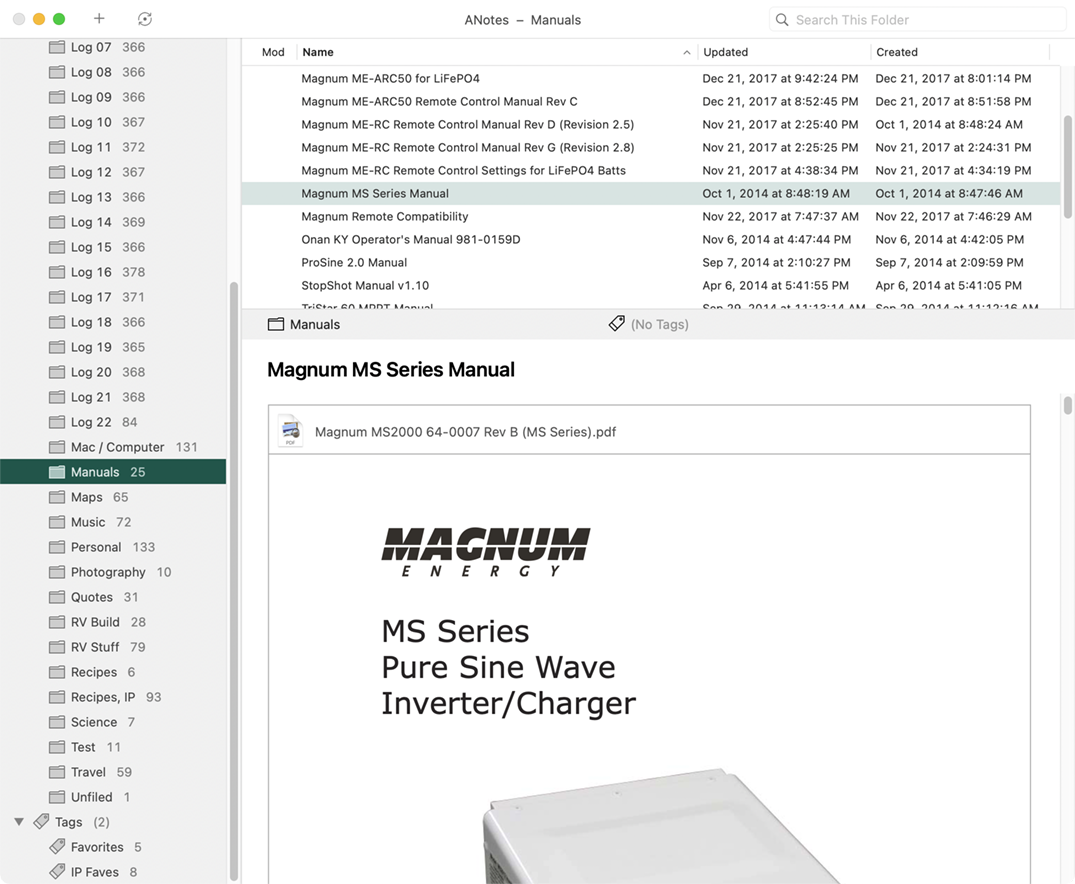 ANotes – Manuals
Search This Folder
Log 07 366
Log 08 366
Log 09 366
Log 10 367
Log 11 372
Log 12 367
Log 13 366
Log 14 369
Log 15 366
Log 16 378
Log 17 371
Log 18 366
Log 19 365
Log 20 368
Log 21 368
Log 22 84
Mac / Computer 131
Manuals 25
Maps 65
Music 72
Personal 133
Photography 10
Quotes 31
RV Build 28
RV Stuff 79
Recipes 6
Recipes, IP 93
Science 7
Test 11
Travel 59
Unfiled 1
Tags (2)
Favorites 5
IP Faves 8
Mod Name Updated Created
Magnum ME-ARC50 for LiFePO4 Dec 21, 2017 at 9:42:24 PM Dec 21, 2017 at 8:01:14 PM
Magnum ME-ARC50 Remote Control Manual Rev C Dec 21, 2017 at 8:52:45 PM Dec 21, 2017 at 8:51:58 PM
Magnum ME-RC Remote Control Manual Rev D (Revision 2.5) Nov 21, 2017 at 2:25:40 PM Oct 1, 2014 at 8:48:24 AM
Magnum ME-RC Remote Control Manual Rev G (Revision 2.8) Nov 21, 2017 at 2:25:25 PM Nov 21, 2017 at 2:24:31 PM
Magnum ME-RC Remote Control Settings for LiFePO4 Batts Nov 21, 2017 at 4:38:34 PM Nov 21, 2017 at 4:34:19 PM
Magnum MS Series Manual Oct 1, 2014 at 8:48:19 AM Oct 1, 2014 at 8:47:46 AM
Magnum Remote Compatibility Nov 22, 2017 at 7:47:37 AM Nov 22, 2017 at 7:46:29 AM
Onan KY Operator's Manual 981-0159D Nov 6, 2014 at 4:47:44 PM Nov 6, 2014 at 4:42:05 PM
ProSine 2.0 Manual Sep 7, 2014 at 2:10:27 PM Sep 7, 2014 at 2:09:59 PM
StopShot Manual v1.10 Apr 6, 2014 at 5:41:55 PM Apr 6, 2014 at 5:41:05 PM
TriStar 60 MPPT Manual Sep 29, 2014 at 11:13:14 AM Sep 29, 2014 at 11:12:16 AM
Manuals (No Tags)
Magnum MS Series Manual
PDF
Magnum MS2000 64-0007 Rev B (MS Series).pdf
MAGNUM
ENERGY
MS Series
Pure Sine Wave
Inverter/Charger